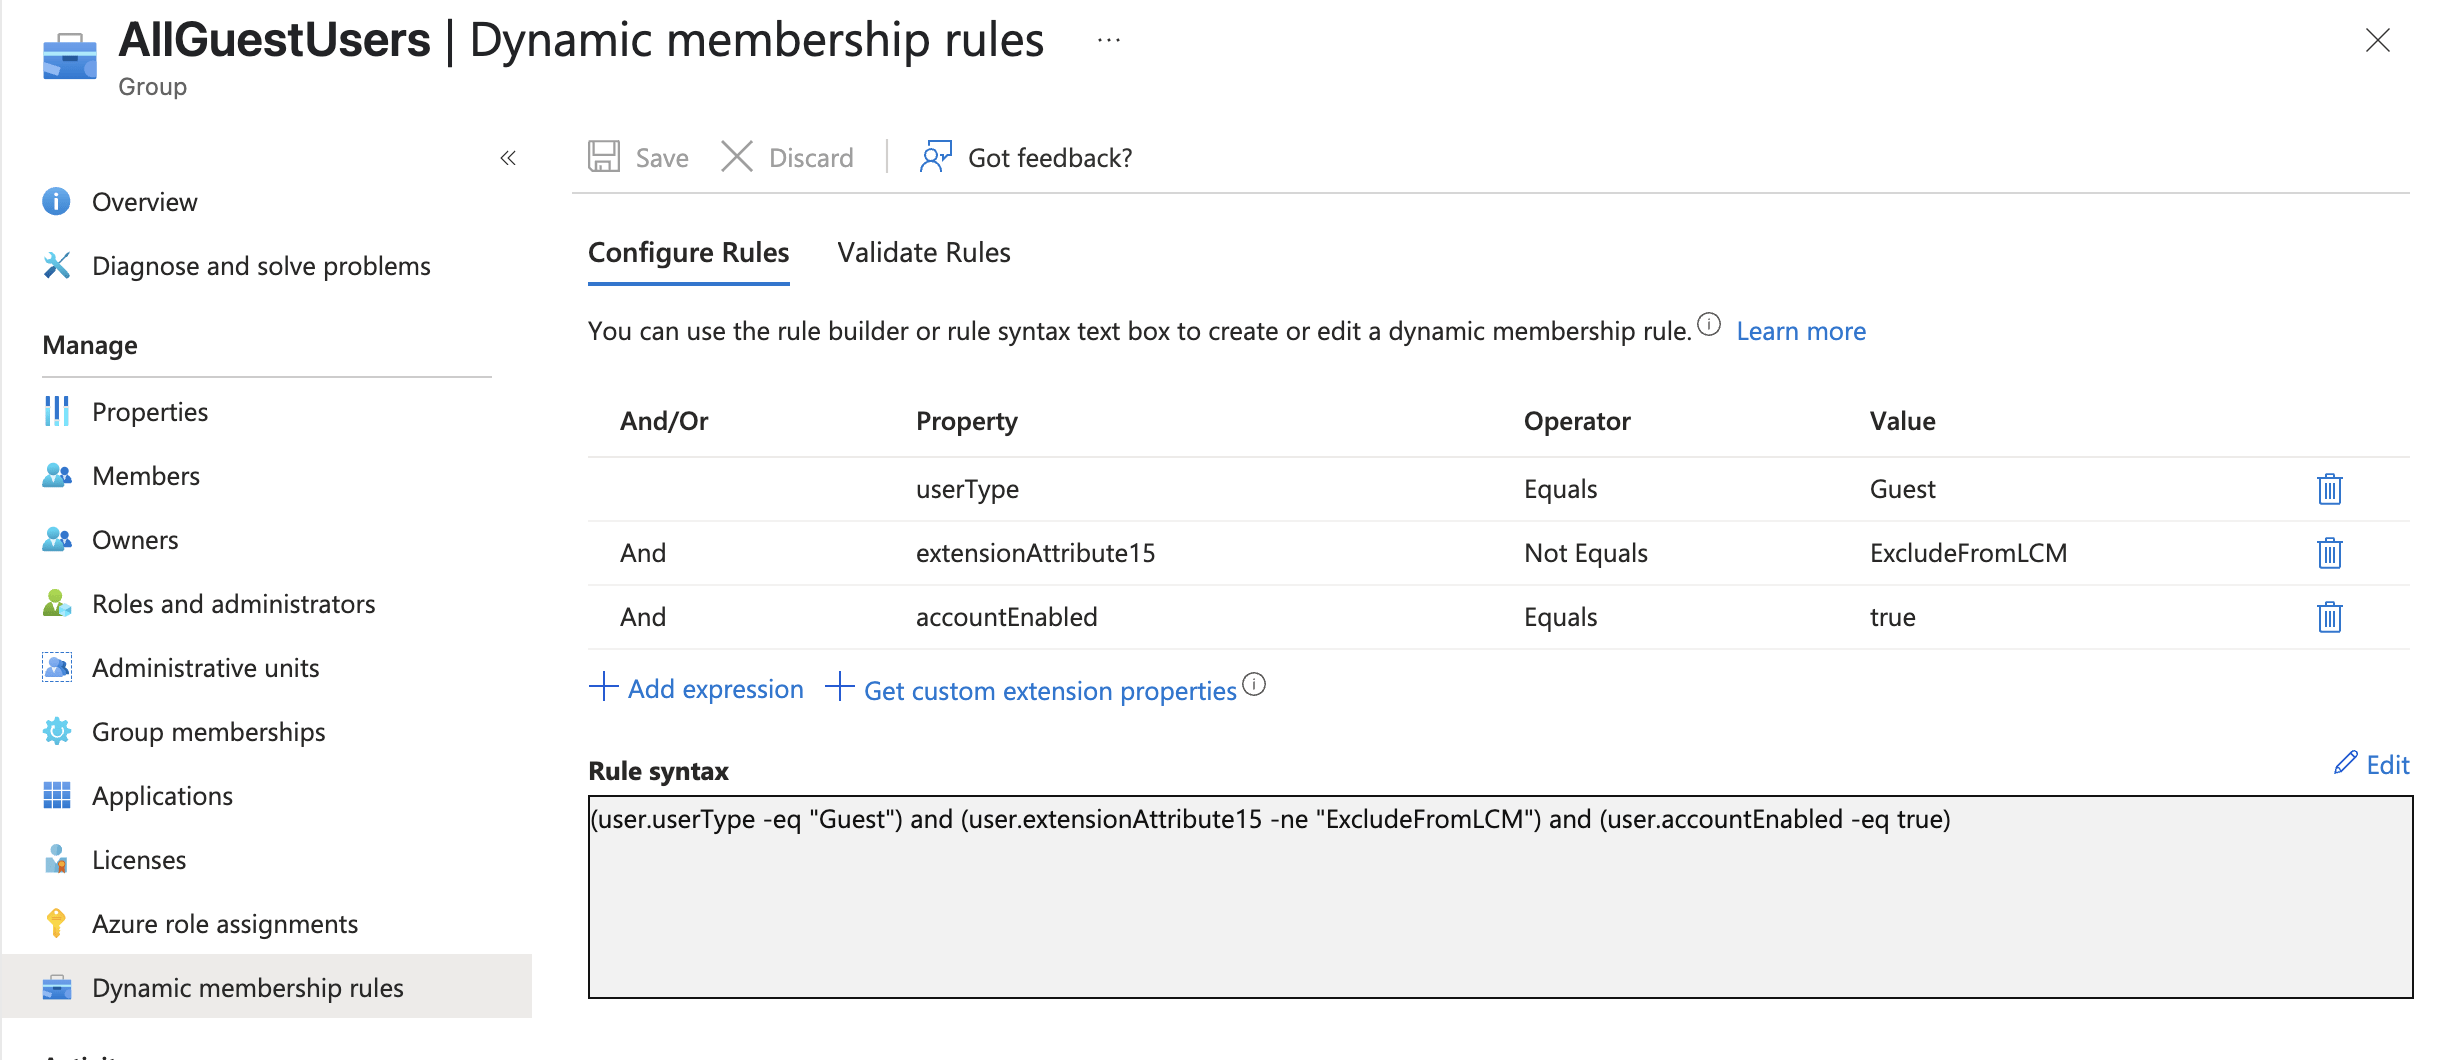 AllGuestUsers | Dynamic membership rules ...
Group
Save
Discard
Got feedback?
Overview
Diagnose and solve problems
Manage
Properties
Members
Owners
Roles and administrators
Administrative units
Group memberships
Applications
Licenses
Azure role assignments
Dynamic membership rules
Configure Rules
Validate Rules
You can use the rule builder or rule syntax text box to create or edit a dynamic membership rule. Learn more
And/Or Property Operator Value
userType Equals Guest
And extensionAttribute15 Not Equals ExcludeFromLCM
And accountEnabled Equals true
Add expression
Get custom extension properties
Rule syntax
Edit
(user.userType -eq "Guest") and (user.extensionAttribute15 -ne "ExcludeFromLCM") and (user.accountEnabled -eq true)